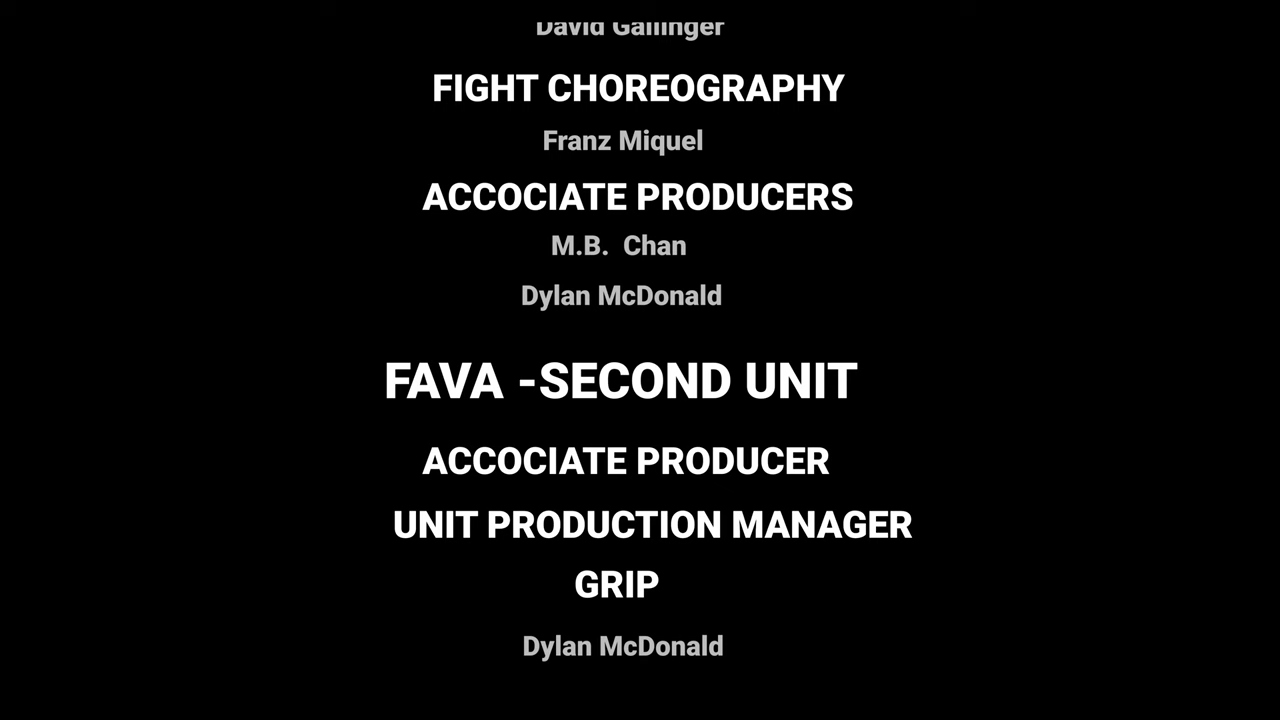 David Gallinger
FIGHT CHOREOGRAPHY
Franz Miquel
ACCOCIATE PRODUCERS
M.B. Chan
Dylan McDonald
FAVA -SECOND UNIT
ACCOCIATE PRODUCER
UNIT PRODUCTION MANAGER
GRIP
Dylan McDonald